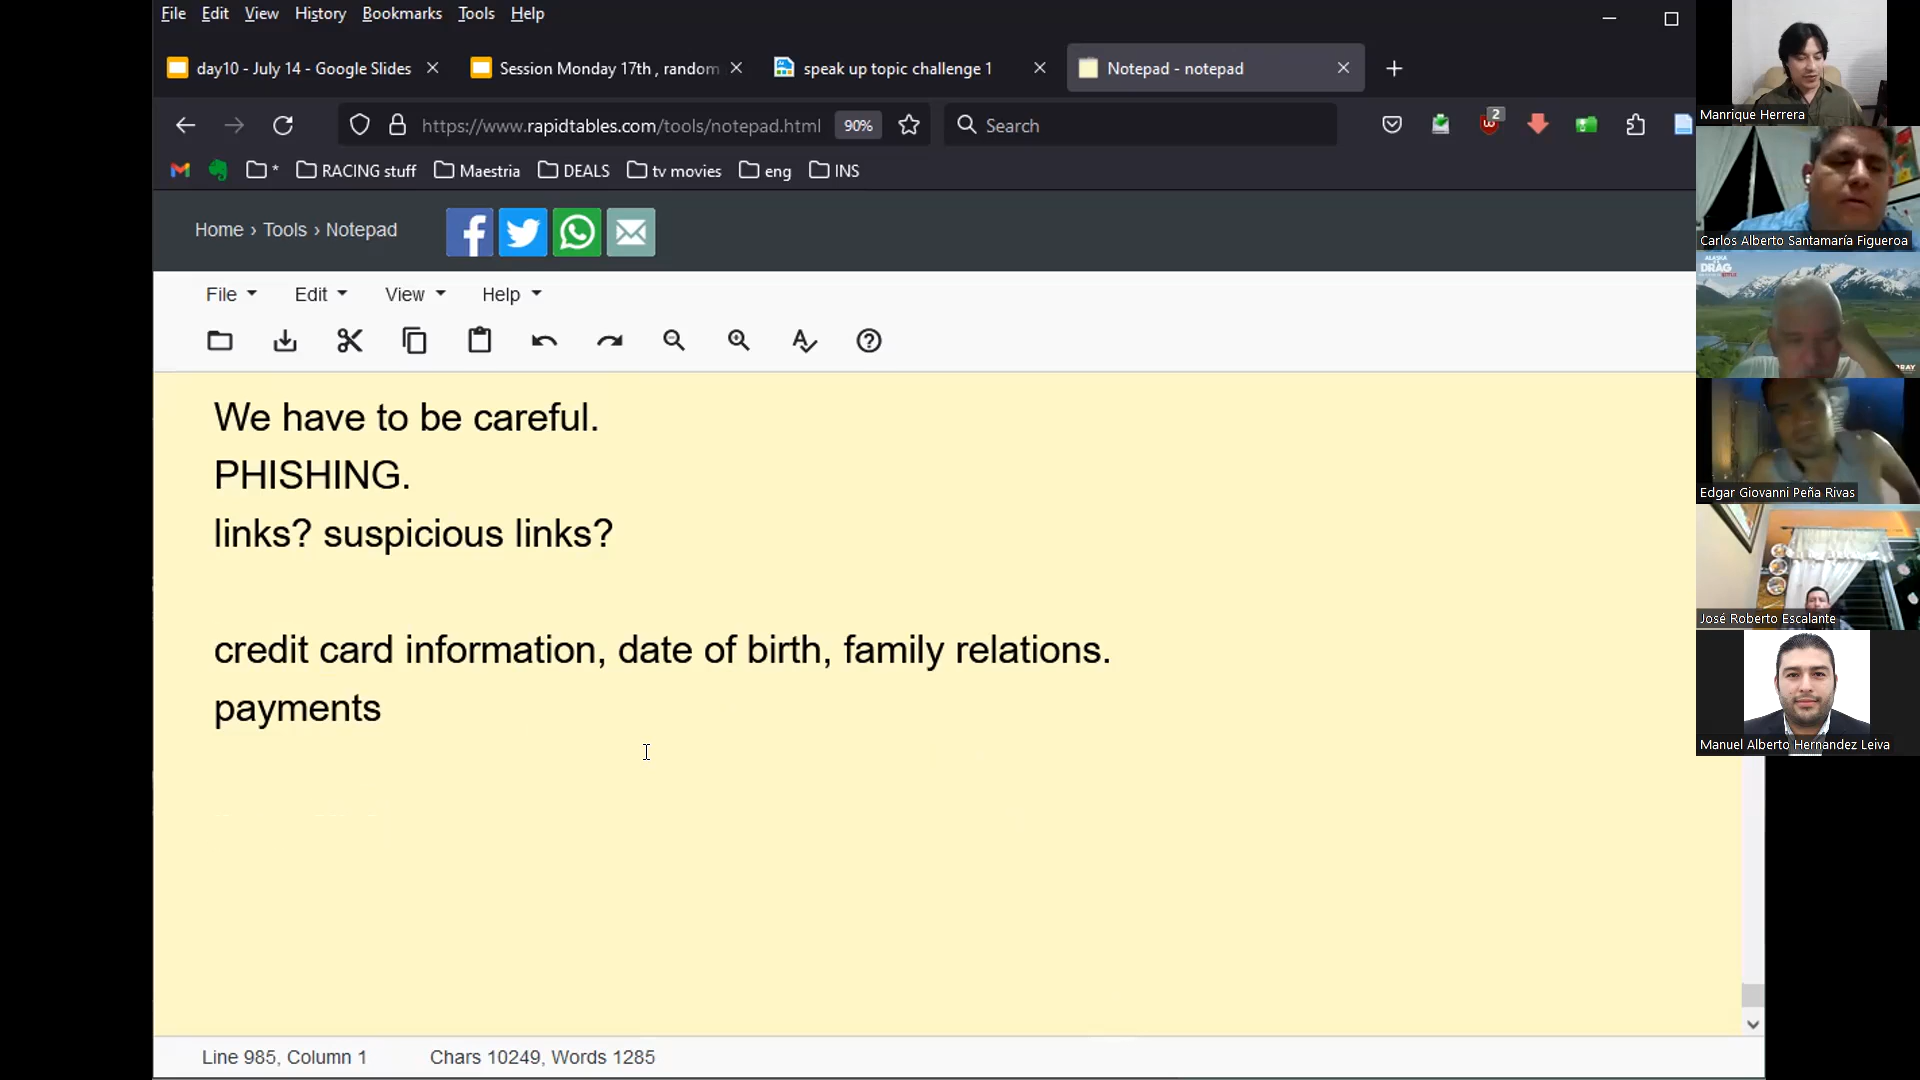 File Edit View History Bookmarks Tools Help
day10 - July 14 - Google Slides
Session Monday 17th , random
speak up topic challenge 1
Notepad - notepad
https://www.rapidtables.com/tools/notepad.html
90%
Search
2
*
RACING stuff
Maestria
DEALS
tv movies
eng
INS
Home › Tools › Notepad
File Edit View Help
We have to be careful.
PHISHING.
links? suspicious links?
credit card information, date of birth, family relations.
payments
Line 985, Column 1
Chars 10249, Words 1285
Manrique Herrera
Carlos Alberto Santamaría Figueroa
ALASKA
DRAG
Edgar Giovanni Peña Rivas
José Roberto Escalante
Manuel Alberto Hernandez Leiva